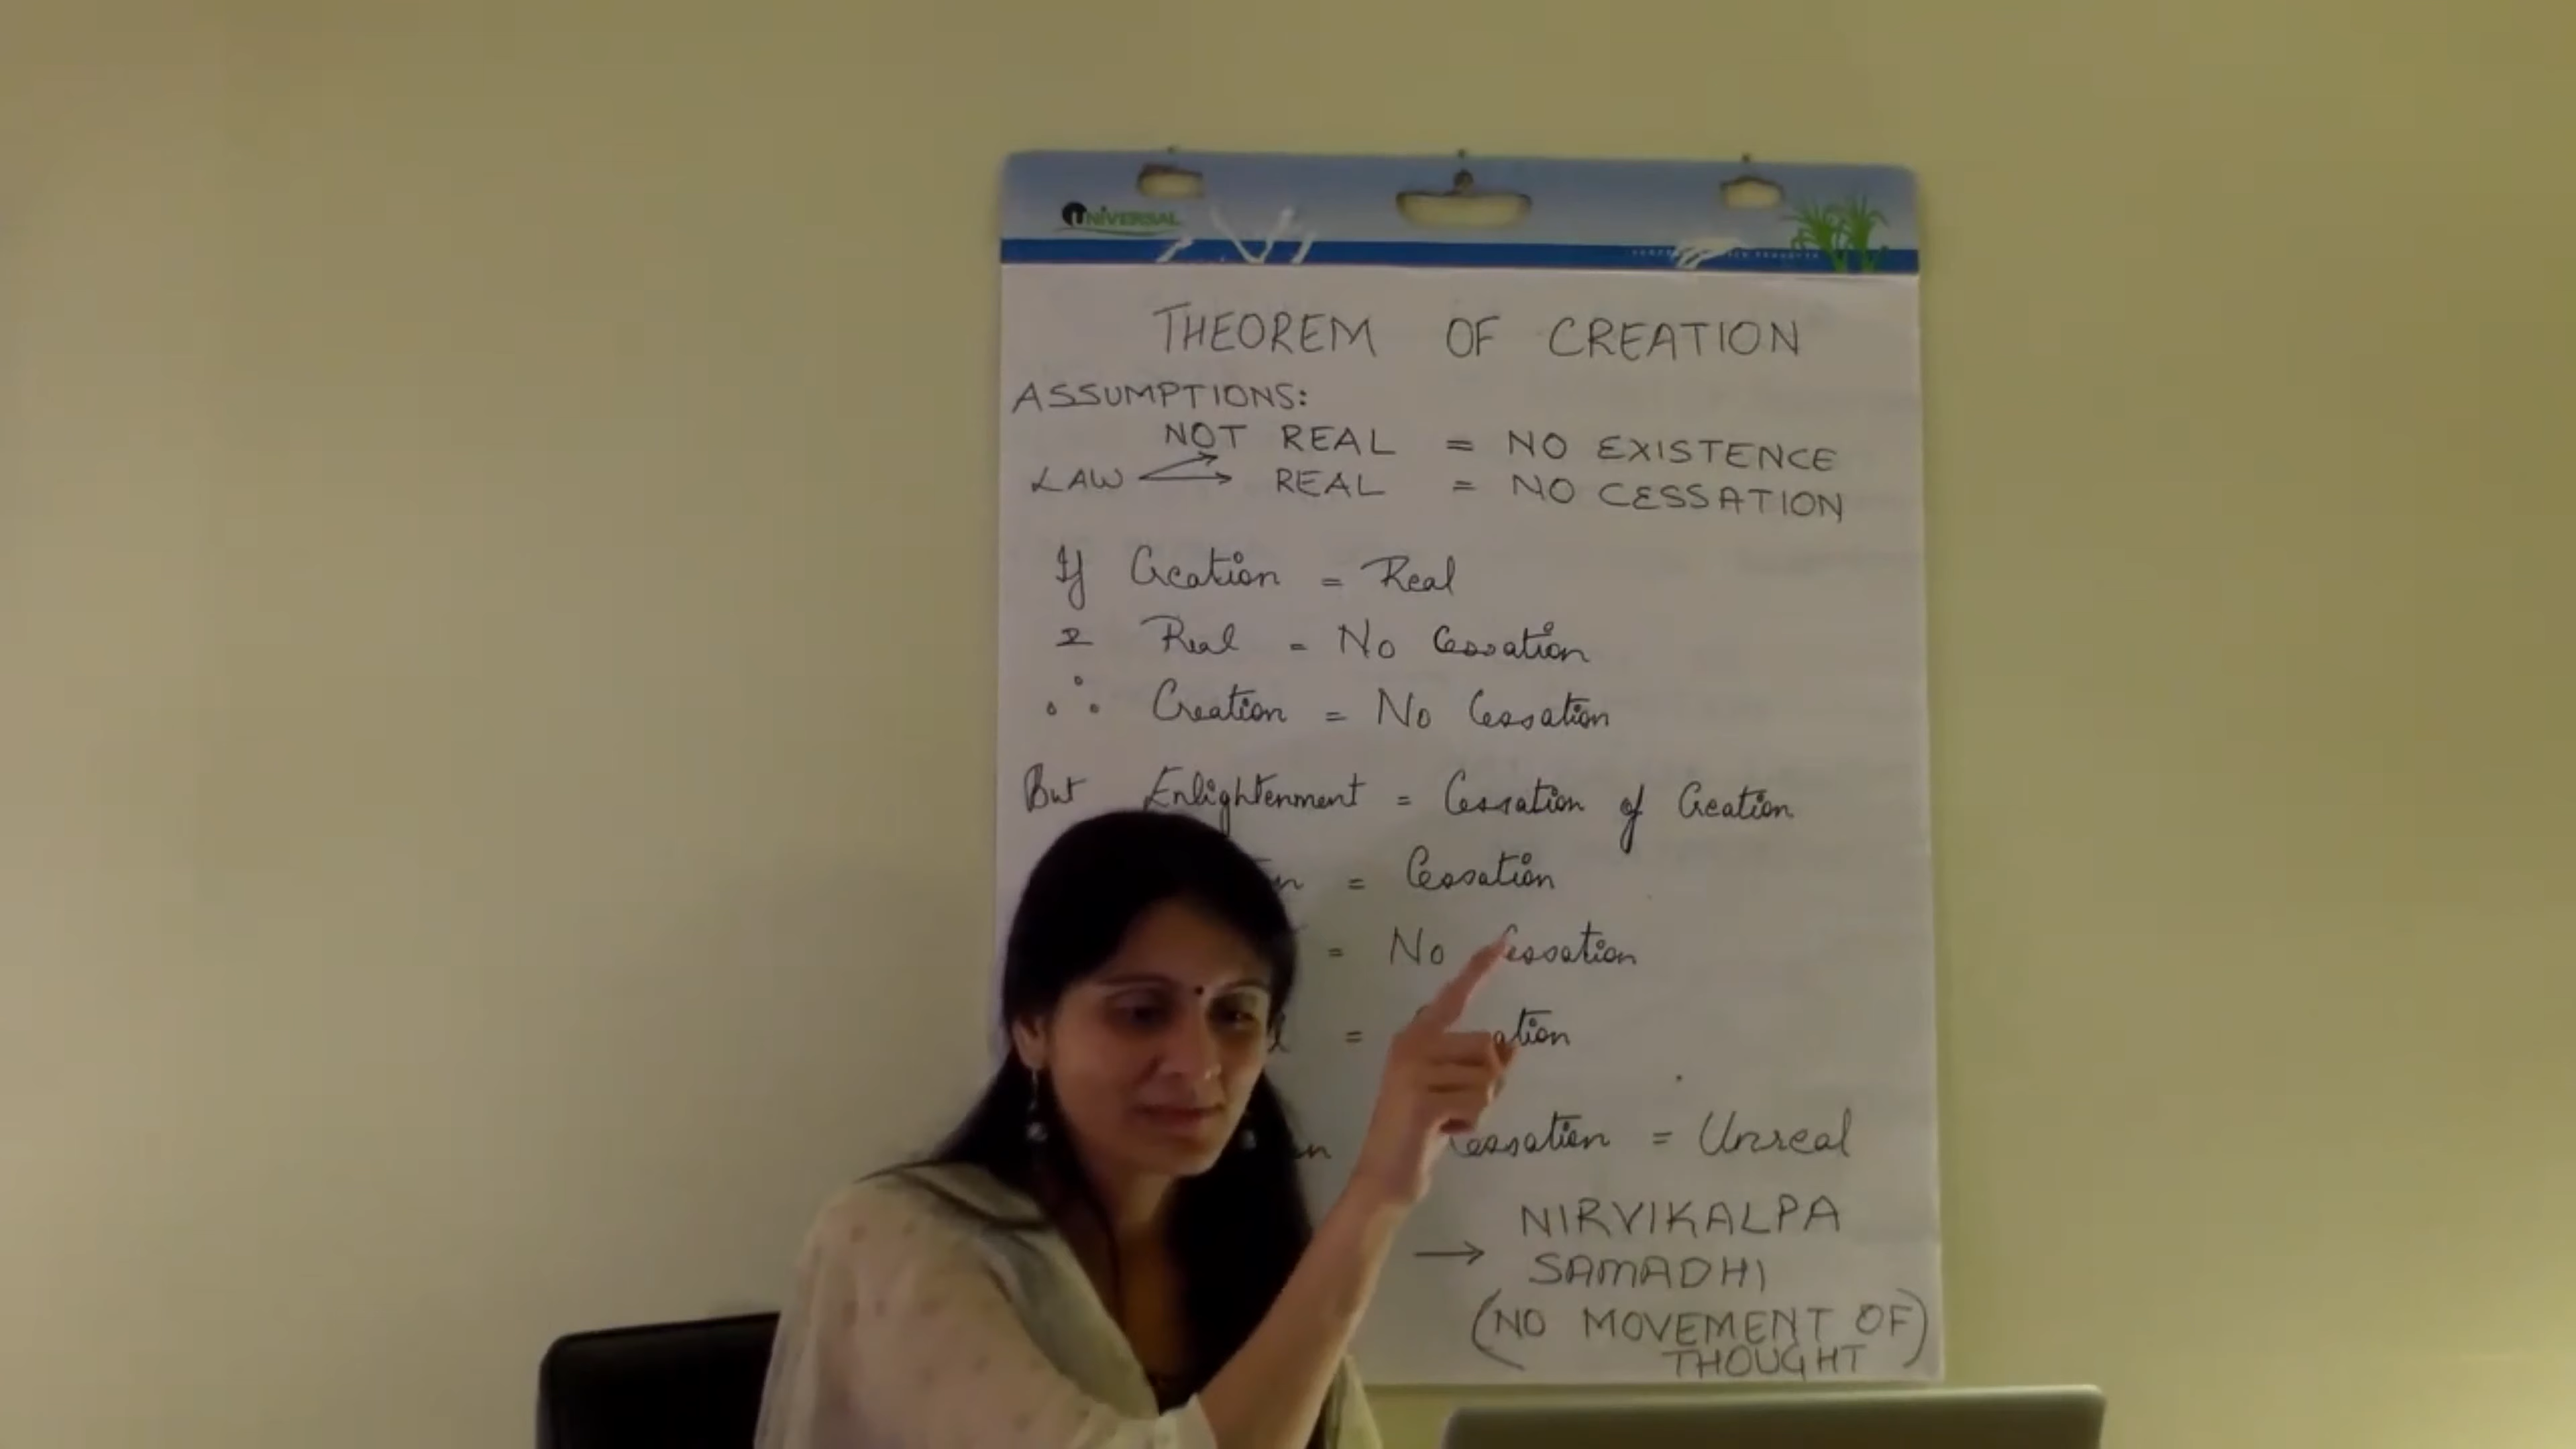 UNIVERSAL
THEOREM OF CREATION
ASSUMPTIONS:
NOT REAL = NO EXISTENCE
LAW REAL = NO CESSATION
If Creation = Real
& Real = No Cessation
∴ Creation = No Cessation
But Enlightenment = Cessation of Creation
= Cessation
= No Cessation
=
Cessation = Unreal
→ NIRVIKALPA
SAMADHI
(NO MOVEMENT OF
THOUGHT)